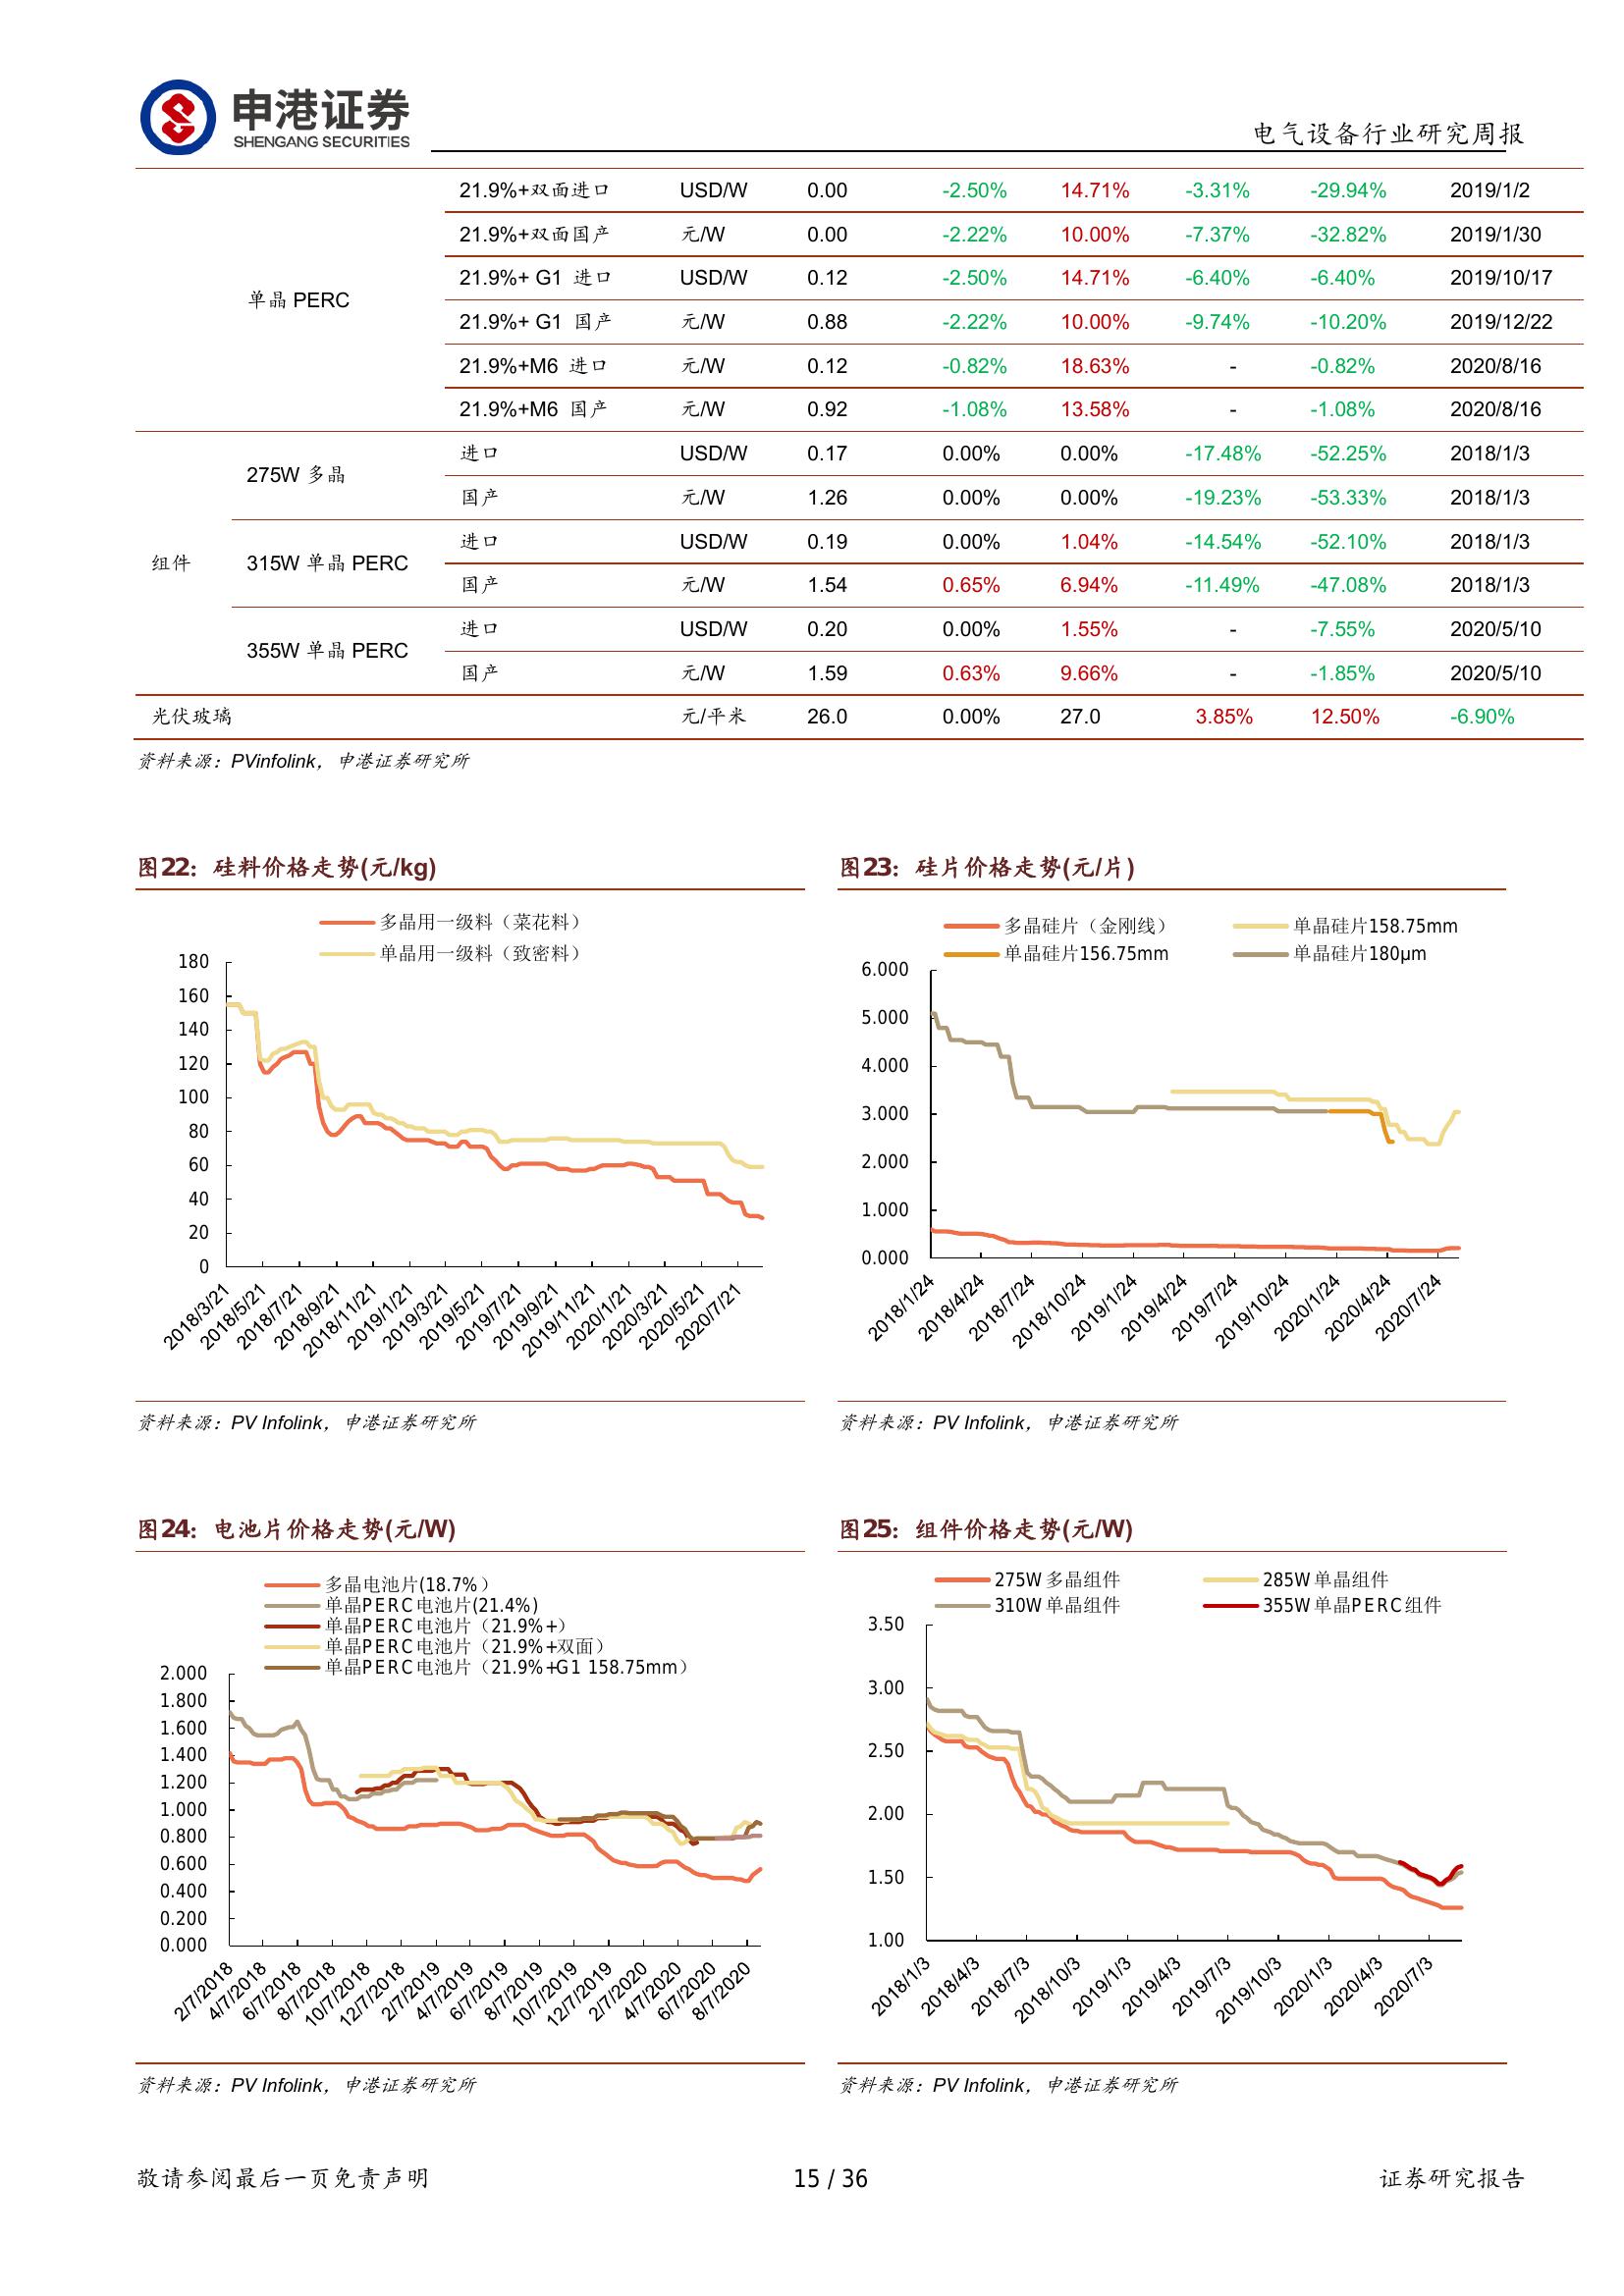 申港证券
SHENGANG SECURITIES
电气设备行业研究周报
21.9%+双面进口 USD/W 0.00 -2.50% 14.71% -3.31% -29.94% 2019/1/2
21.9%+双面国产 元/W 0.00 -2.22% 10.00% -7.37% -32.82% 2019/1/30
21.9%+ G1 进口 USD/W 0.12 -2.50% 14.71% -6.40% -6.40% 2019/10/17
单晶 PERC
21.9%+ G1 国产 元/W 0.88 -2.22% 10.00% -9.74% -10.20% 2019/12/22
21.9%+M6 进口 元/W 0.12 -0.82% 18.63% - -0.82% 2020/8/16
21.9%+M6 国产 元/W 0.92 -1.08% 13.58% - -1.08% 2020/8/16
进口 USD/W 0.17 0.00% 0.00% -17.48% -52.25% 2018/1/3
275W 多晶
国产 元/W 1.26 0.00% 0.00% -19.23% -53.33% 2018/1/3
进口 USD/W 0.19 0.00% 1.04% -14.54% -52.10% 2018/1/3
组件 315W 单晶 PERC
国产 元/W 1.54 0.65% 6.94% -11.49% -47.08% 2018/1/3
进口 USD/W 0.20 0.00% 1.55% - -7.55% 2020/5/10
355W 单晶 PERC
国产 元/W 1.59 0.63% 9.66% - -1.85% 2020/5/10
光伏玻璃 元/平米 26.0 0.00% 27.0 3.85% 12.50% -6.90%
资料来源：PVinfolink，申港证券研究所
图22：硅料价格走势(元/kg)
多晶用一级料（菜花料）
单晶用一级料（致密料）
180
160
140
120
100
80
60
40
20
0
2018/3/21 2018/5/21 2018/7/21 2018/9/21 2018/11/21 2019/1/21 2019/3/21 2019/5/21 2019/7/21 2019/9/21 2019/11/21 2020/1/21 2020/3/21 2020/5/21 2020/7/21
资料来源：PV Infolink，申港证券研究所
图23：硅片价格走势(元/片)
多晶硅片（金刚线） 单晶硅片158.75mm
单晶硅片156.75mm 单晶硅片180μm
6.000
5.000
4.000
3.000
2.000
1.000
0.000
2018/1/24 2018/4/24 2018/7/24 2018/10/24 2019/1/24 2019/4/24 2019/7/24 2019/10/24 2020/1/24 2020/4/24 2020/7/24
资料来源：PV Infolink，申港证券研究所
图24：电池片价格走势(元/W)
多晶电池片(18.7%）
单晶PERC电池片(21.4%)
单晶PERC电池片（21.9%+）
单晶PERC电池片（21.9%+双面）
单晶PERC电池片（21.9%+G1 158.75mm）
2.000
1.800
1.600
1.400
1.200
1.000
0.800
0.600
0.400
0.200
0.000
2/7/2018 4/7/2018 6/7/2018 8/7/2018 10/7/2018 12/7/2018 2/7/2019 4/7/2019 6/7/2019 8/7/2019 10/7/2019 12/7/2019 2/7/2020 4/7/2020 6/7/2020 8/7/2020
资料来源：PV Infolink，申港证券研究所
图25：组件价格走势(元/W)
275W多晶组件 285W单晶组件
310W单晶组件 355W单晶PERC组件
3.50
3.00
2.50
2.00
1.50
1.00
2018/1/3 2018/4/3 2018/7/3 2018/10/3 2019/1/3 2019/4/3 2019/7/3 2019/10/3 2020/1/3 2020/4/3 2020/7/3
资料来源：PV Infolink，申港证券研究所
敬请参阅最后一页免责声明 15 / 36 证券研究报告